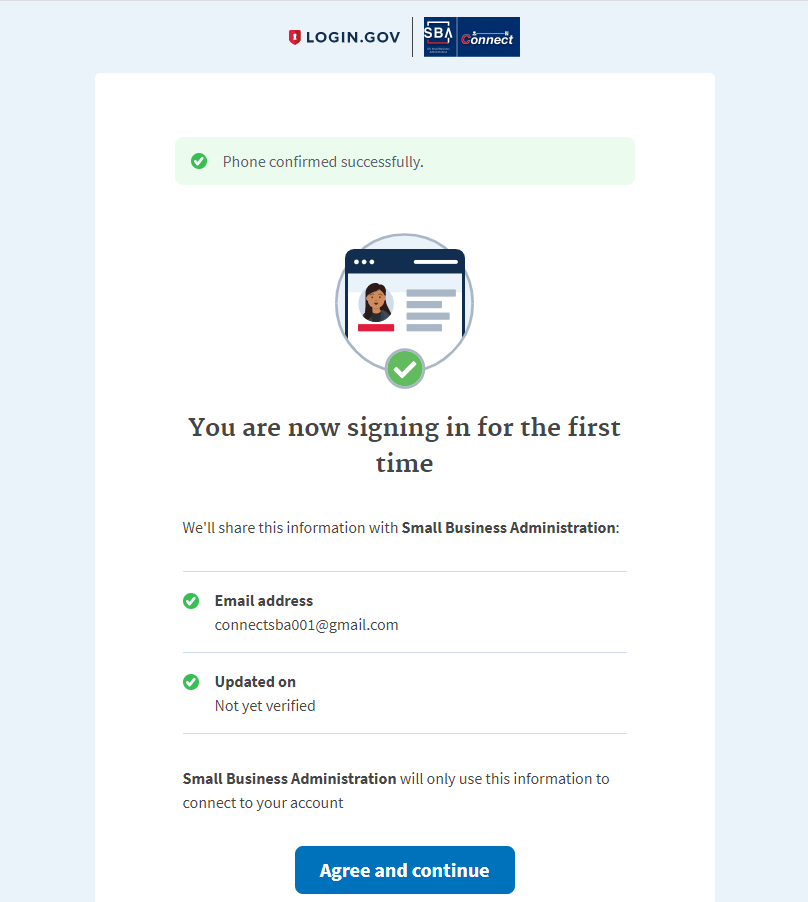 LOGIN.GOV
SBA
Connect
Phone confirmed successfully.
You are now signing in for the first
time
We'll share this information with Small Business Administration:
Email address
connectsba001@gmail.com
Updated on
Not yet verified
Small Business Administration will only use this information to
connect to your account
Agree and continue